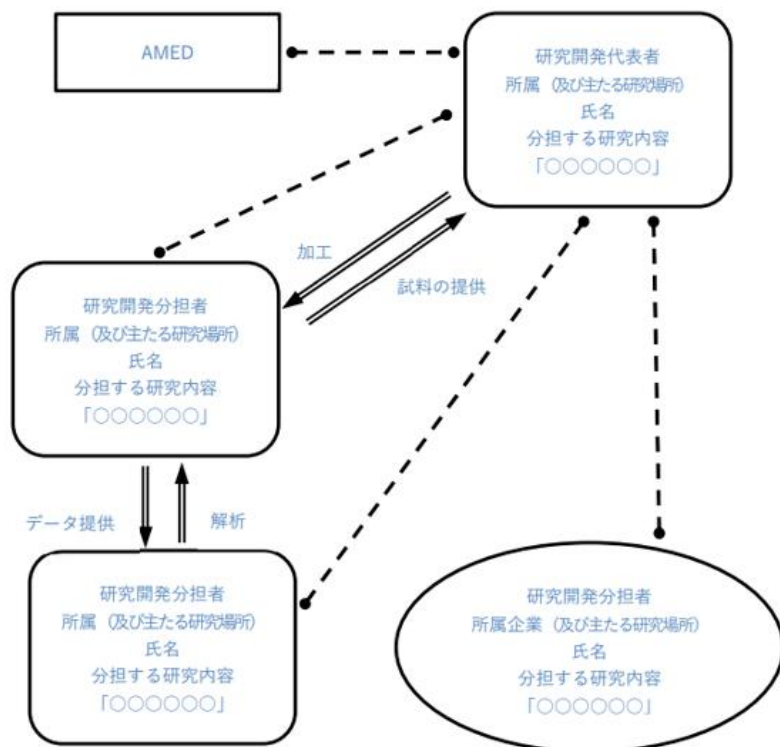 AMED
研究開発代表者
所属（及び主たる研究場所）
氏名
分担する研究内容
「○○○○○○」
加工
試料の提供
研究開発分担者
所属（及び主たる研究場所）
氏名
分担する研究内容
「○○○○○○」
データ提供
解析
研究開発分担者
所属（及び主たる研究場所）
氏名
分担する研究内容
「○○○○○○」
研究開発分担者
所属企業（及び主たる研究場所）
氏名
分担する研究内容
「○○○○○○」